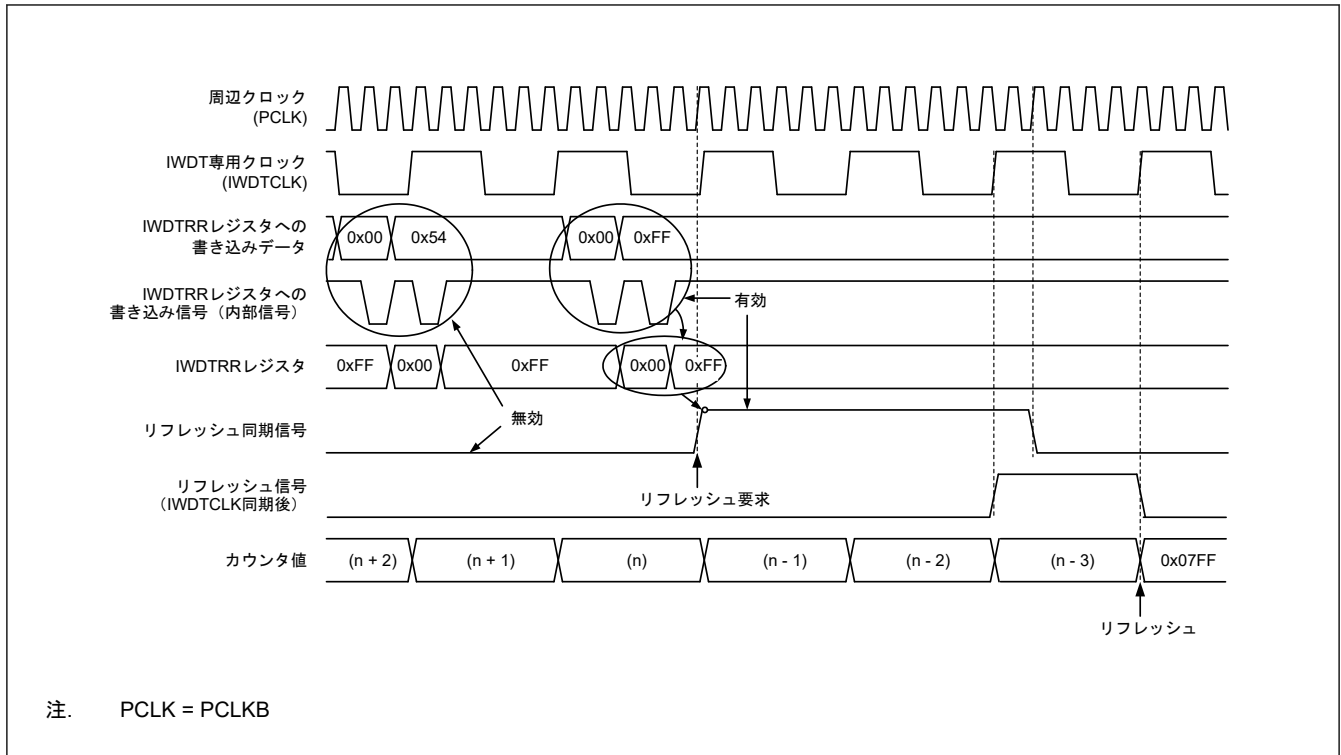 周辺クロック
(PCLK)
IWDT専用クロック
(IWDTCLK)
IWDTRRレジスタへの
書き込みデータ
0x00 0x54 0x00 0xFF
IWDTRRレジスタへの
書き込み信号（内部信号）
有効
IWDTRRレジスタ
0xFF 0x00 0xFF 0x00 0xFF
無効
リフレッシュ同期信号
リフレッシュ要求
リフレッシュ信号
（IWDTCLK同期後）
カウンタ値
(n + 2) (n + 1) (n) (n - 1) (n - 2) (n - 3) 0x07FF
リフレッシュ
注. PCLK = PCLKB